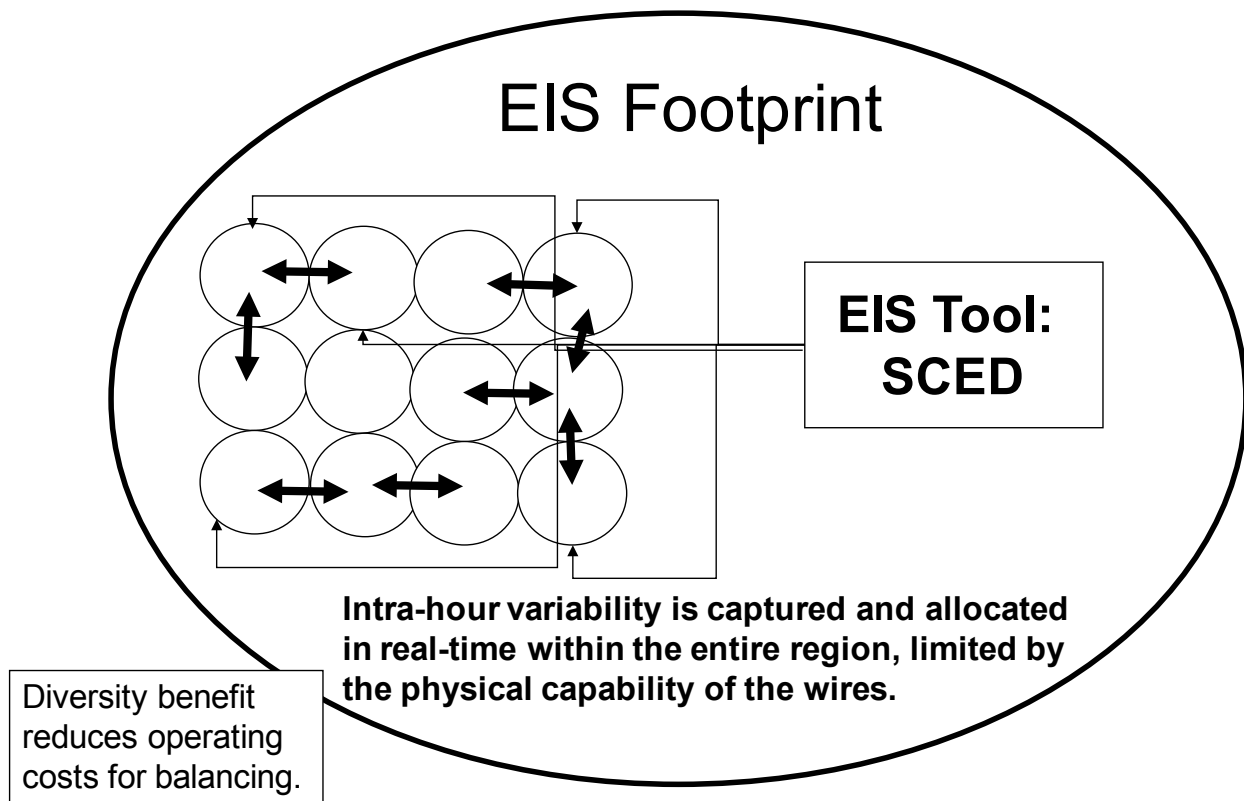 EIS Footprint
EIS Tool:
SCED
Intra-hour variability is captured and allocated
in real-time within the entire region, limited by
the physical capability of the wires.
Diversity benefit
reduces operating
costs for balancing.